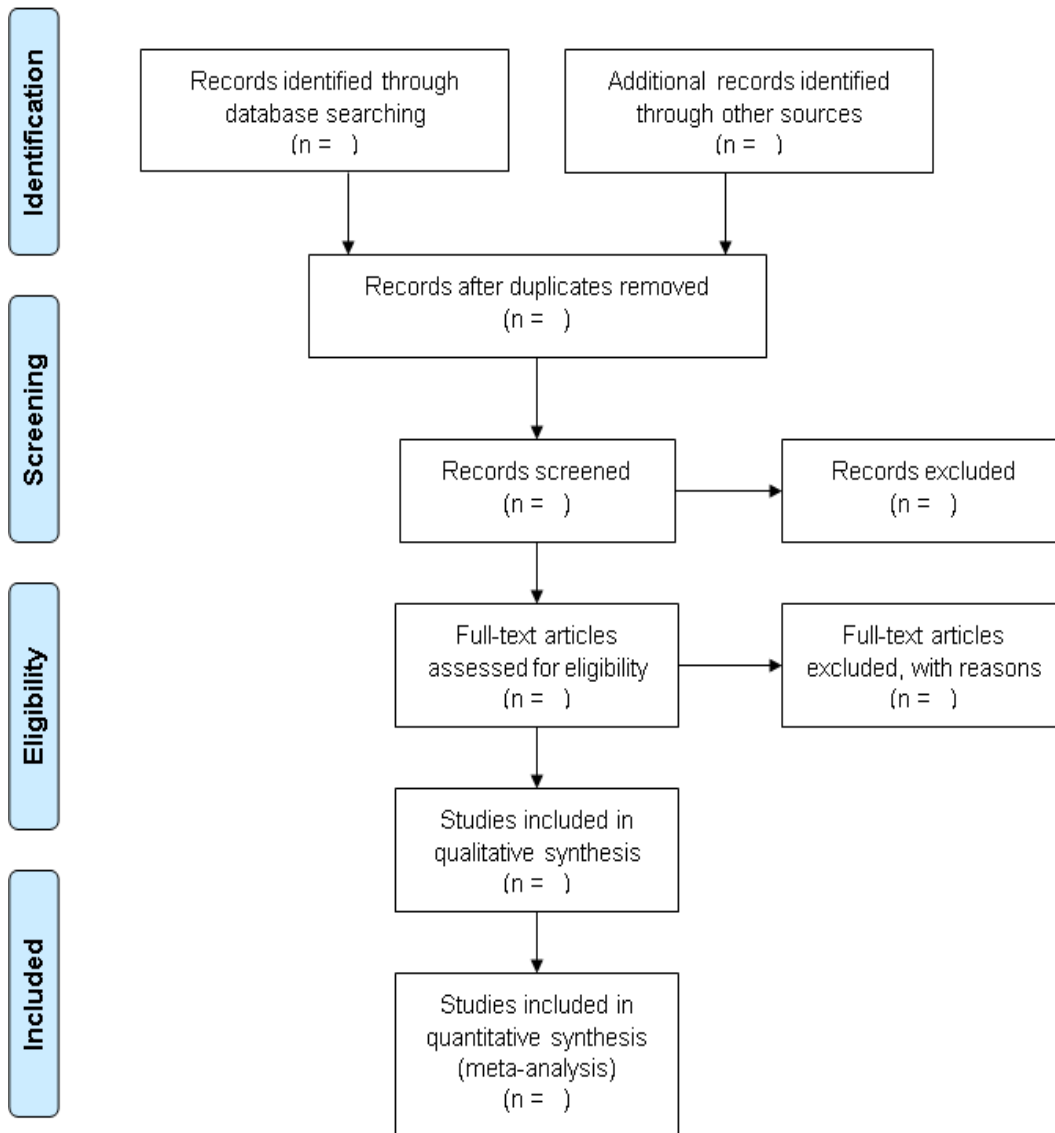 Identification
Records identified through
database searching
(n = )
Additional records identified
through other sources
(n = )
Records after duplicates removed
(n = )
Screening
Records screened
(n = )
Records excluded
(n = )
Eligibility
Full-text articles
assessed for eligibility
(n = )
Full-text articles
excluded, with reasons
(n = )
Studies included in
qualitative synthesis
(n = )
Included
Studies included in
quantitative synthesis
(meta-analysis)
(n = )